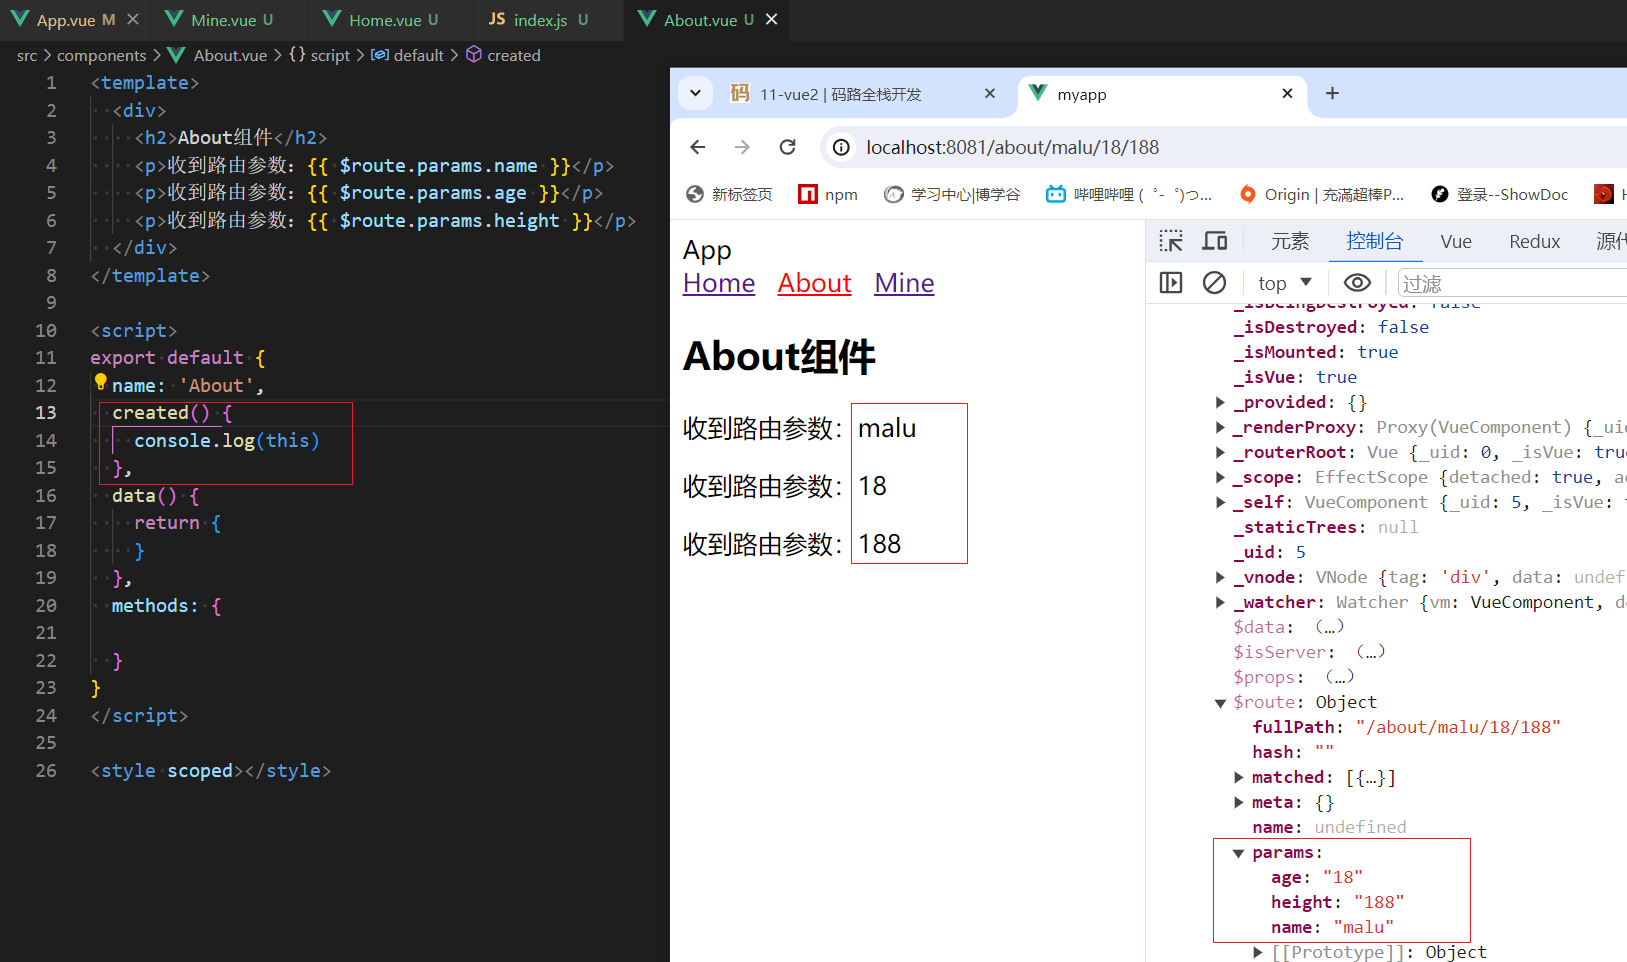 App.vue M
Mine.vue U
Home.vue U
JS index.js U
About.vue U
src > components > About.vue > {} script > default > created
1 <template>
2 <div>
3 <h2>About组件</h2>
4 <p>收到路由参数：{{ $route.params.name }}</p>
5 <p>收到路由参数：{{ $route.params.age }}</p>
6 <p>收到路由参数：{{ $route.params.height }}</p>
7 </div>
8 </template>
9
10 <script>
11 export default {
12 name: 'About',
13 created() {
14 console.log(this)
15 },
16 data() {
17 return {
18 }
19 },
20 methods: {
21
22 }
23 }
24 </script>
25
26 <style scoped></style>
码 11-vue2 | 码路全栈开发
myapp
localhost:8081/about/malu/18/188
新标签页
npm
学习中心|博学谷
哔哩哔哩 ( ゜- ゜)つ...
Origin | 充满超棒P...
登录--ShowDoc
App
Home About Mine
About组件
收到路由参数：malu
收到路由参数：18
收到路由参数：188
元素 控制台 Vue Redux 源代
top 过滤
_isBeingDestroyed: false
_isDestroyed: false
_isMounted: true
_isVue: true
_provided: {}
_renderProxy: Proxy(VueComponent) {_uid
_routerRoot: Vue {_uid: 0, _isVue: tru
_scope: EffectScope {detached: true, a
_self: VueComponent {_uid: 5, _isVue: t
_staticTrees: null
_uid: 5
_vnode: VNode {tag: 'div', data: undef
_watcher: Watcher {vm: VueComponent, d
$data: (…)
$isServer: (…)
$props: (…)
$route: Object
fullPath: "/about/malu/18/188"
hash: ""
matched: [{…}]
meta: {}
name: undefined
params:
age: "18"
height: "188"
name: "malu"
[[Prototype]]: Object